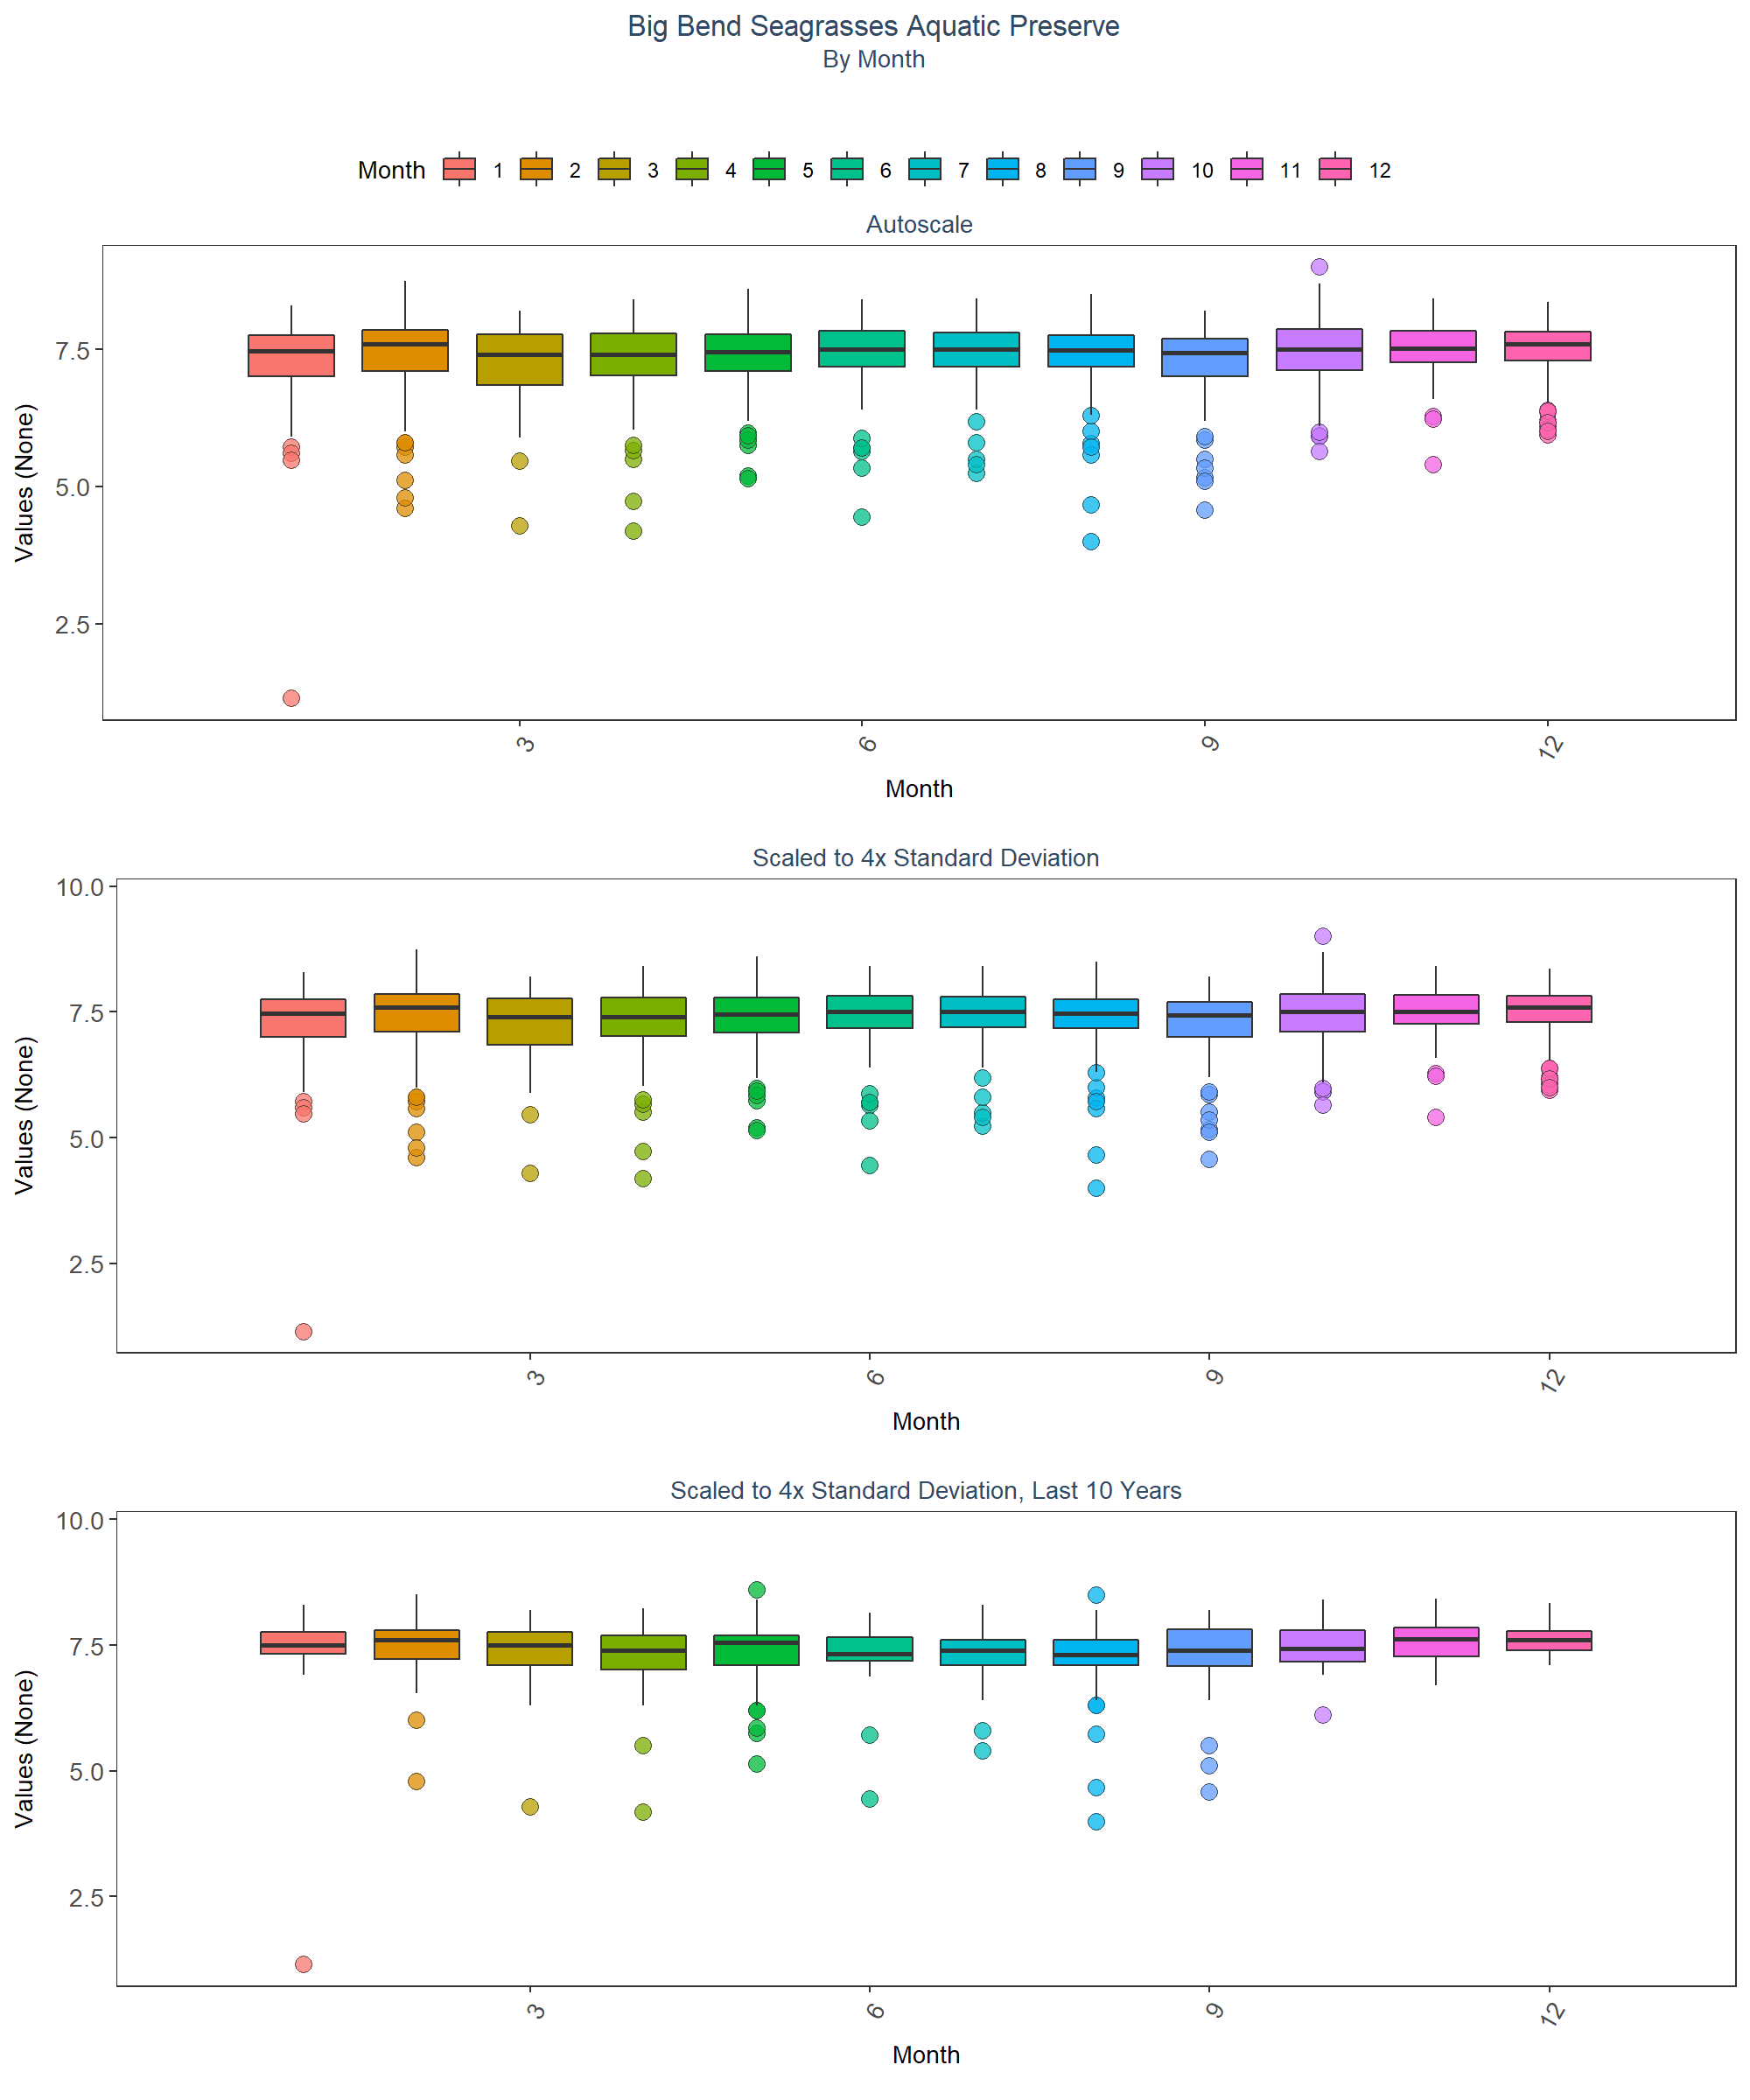 Big Bend Seagrasses Aquatic Preserve
By Month
Month 1 2 3 4 5 6 7 8 9 10 11 12
Autoscale
Values (None)
7.5
5.0
2.5
3 6 9 12
Month
Scaled to 4x Standard Deviation
Values (None)
10.0
7.5
5.0
2.5
3 6 9 12
Month
Scaled to 4x Standard Deviation, Last 10 Years
Values (None)
10.0
7.5
5.0
2.5
3 6 9 12
Month